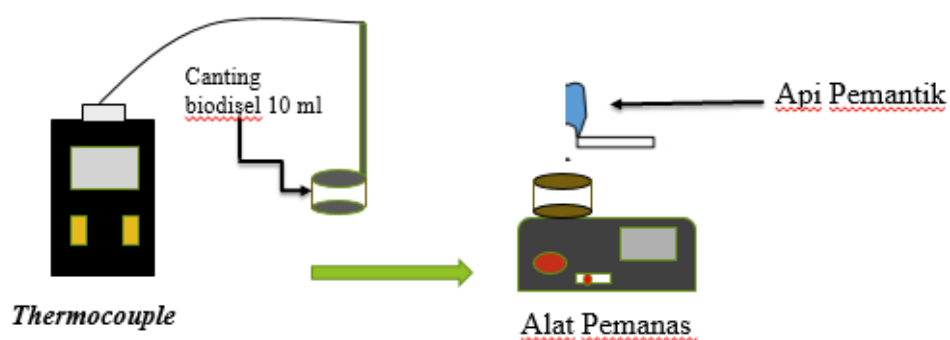 Canting
biodisel 10 ml
Api Pemantik
Thermocouple
Alat Pemanas